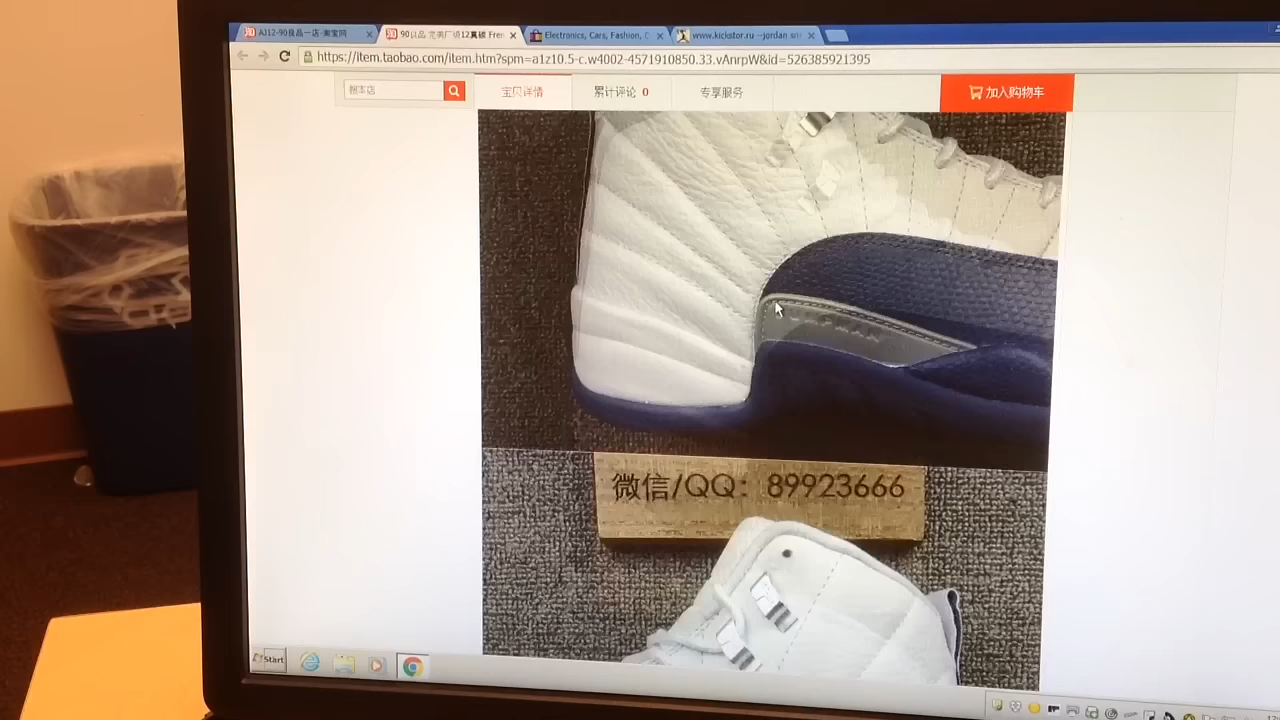 AJ12-90良品一店-淘宝网
Electronics, Cars, Fashion, C
www.kickstor.ru --jordan sn
https://item.taobao.com/item.htm?spm=a1z10.5-c.w4002-4571910850.33.vAnrpW&id=526385921395
搜本店
宝贝详情
累计评论 0
专享服务
加入购物车
微信/QQ：89923666
Start